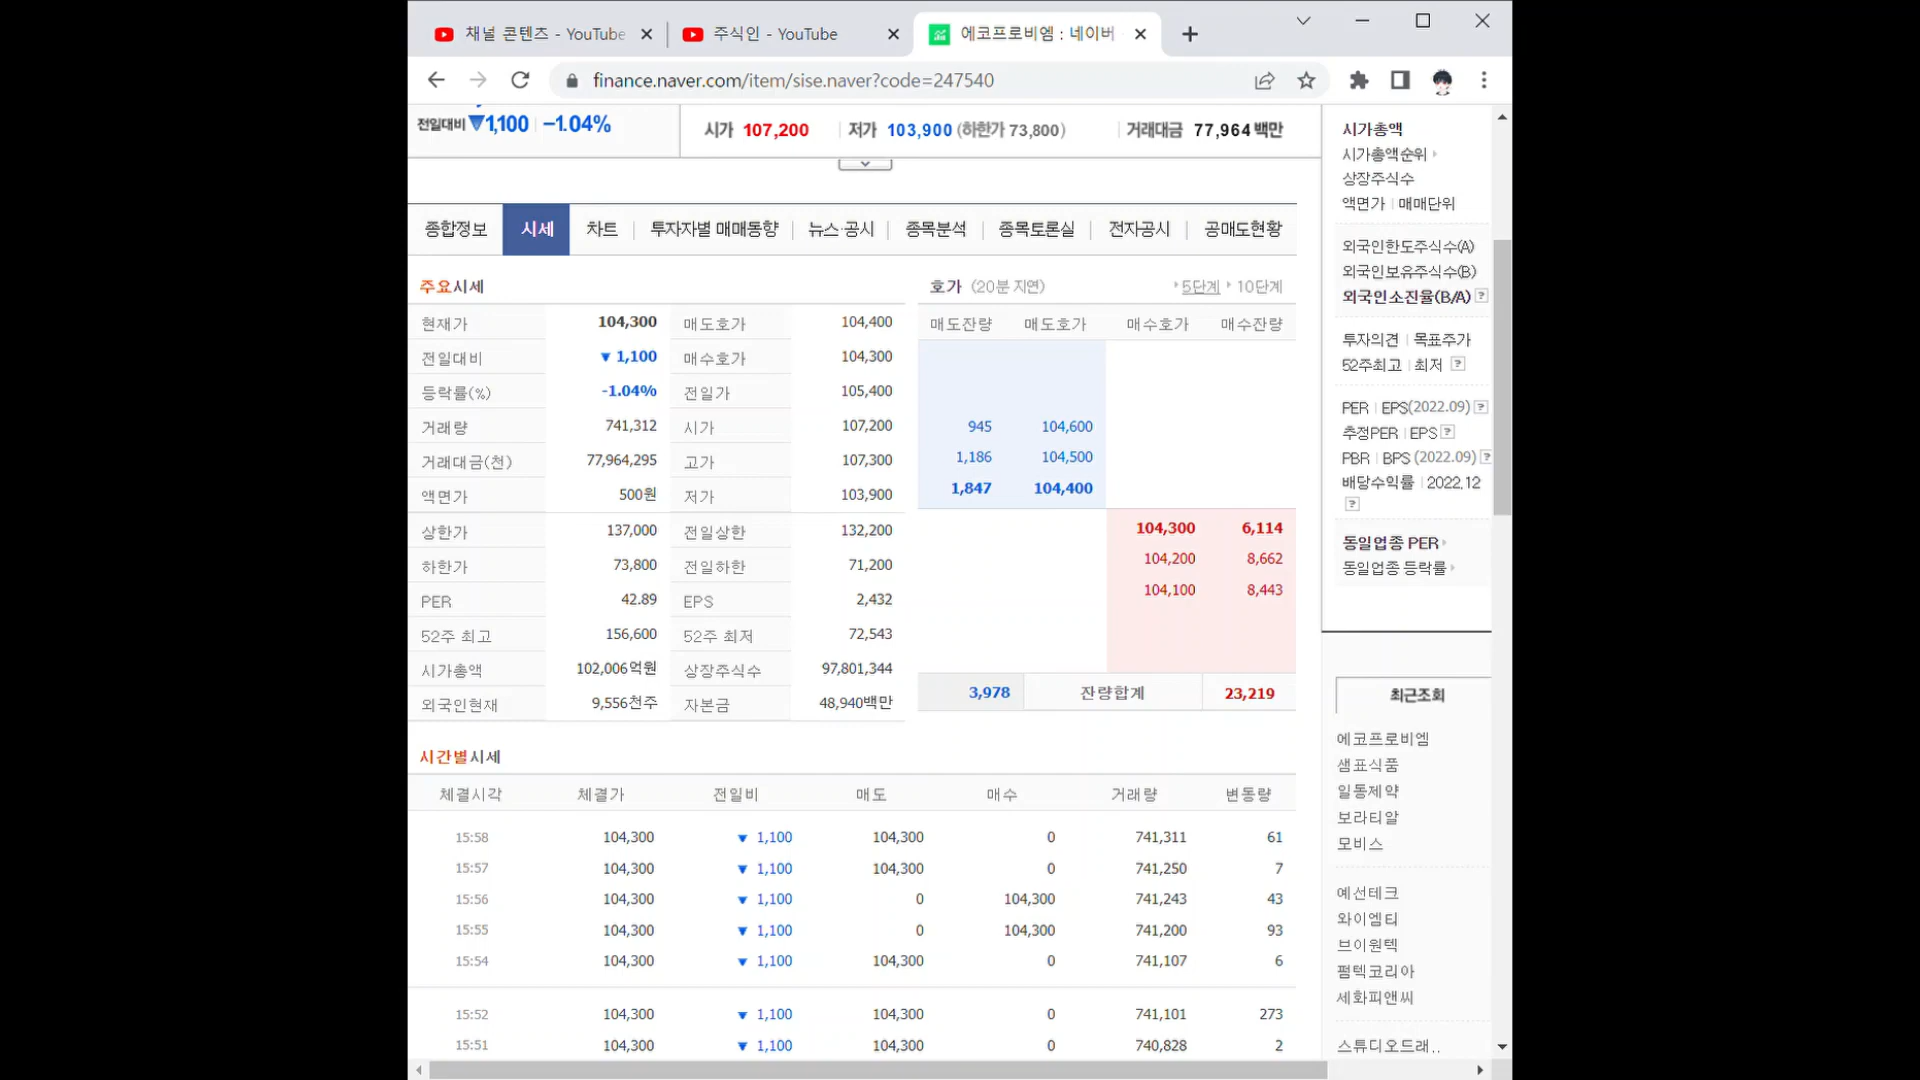 채널 콘텐츠 - YouTube
주식인 - YouTube
에코프로비엠 : 네이버
finance.naver.com/item/sise.naver?code=247540
전일대비 ▼1,100 | -1.04%
시가 107,200 | 저가 103,900 (하한가 73,800) | 거래대금 77,964 백만
종합정보 시세 차트 투자자별 매매동향 뉴스·공시 종목분석 종목토론실 전자공시 공매도현황
주요시세
현재가 104,300 매도호가 104,400
전일대비 ▼ 1,100 매수호가 104,300
등락률(%) -1.04% 전일가 105,400
거래량 741,312 시가 107,200
거래대금(천) 77,964,295 고가 107,300
액면가 500원 저가 103,900
상한가 137,000 전일상한 132,200
하한가 73,800 전일하한 71,200
PER 42.89 EPS 2,432
52주 최고 156,600 52주 최저 72,543
시가총액 102,006억원 상장주식수 97,801,344
외국인현재 9,556천주 자본금 48,940백만
호가 (20분 지연) 5단계 10단계
매도잔량 매도호가 매수호가 매수잔량
945 104,600
1,186 104,500
1,847 104,400
104,300 6,114
104,200 8,662
104,100 8,443
3,978 잔량합계 23,219
시간별시세
체결시각 체결가 전일비 매도 매수 거래량 변동량
15:58 104,300 ▼ 1,100 104,300 0 741,311 61
15:57 104,300 ▼ 1,100 104,300 0 741,250 7
15:56 104,300 ▼ 1,100 0 104,300 741,243 43
15:55 104,300 ▼ 1,100 0 104,300 741,200 93
15:54 104,300 ▼ 1,100 104,300 0 741,107 6
15:52 104,300 ▼ 1,100 104,300 0 741,101 273
15:51 104,300 ▼ 1,100 104,300 0 740,828 2
시가총액
시가총액순위
상장주식수
액면가 | 매매단위
외국인한도주식수(A)
외국인보유주식수(B)
외국인소진율(B/A) ?
투자의견 | 목표주가
52주최고 | 최저 ?
PER | EPS(2022.09) ?
추정PER | EPS ?
PBR | BPS (2022.09) ?
배당수익률 | 2022.12
?
동일업종 PER
동일업종 등락률
최근조회
에코프로비엠
샘표식품
일동제약
보라티알
모비스
예선테크
와이엠티
브이원텍
펌텍코리아
세화피앤씨
스튜디오드래..